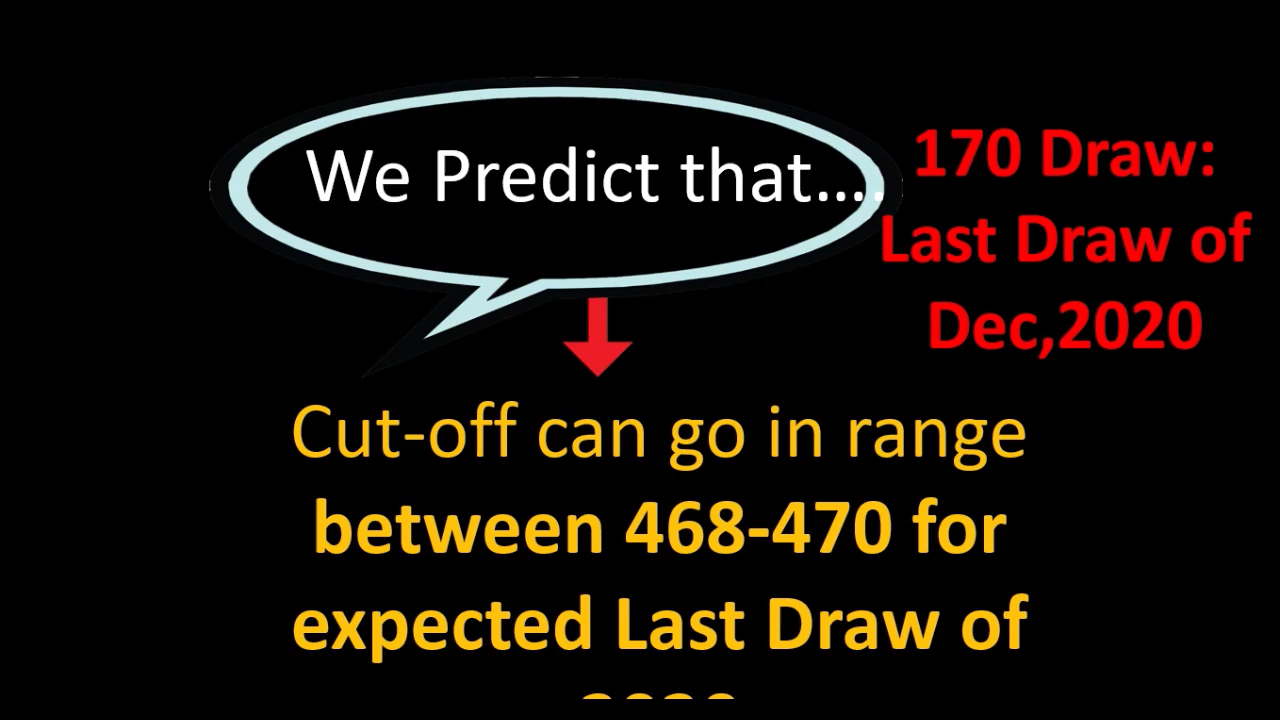 We Predict that....
170 Draw:
Last Draw of
Dec,2020
Cut-off can go in range
between 468-470 for
expected Last Draw of